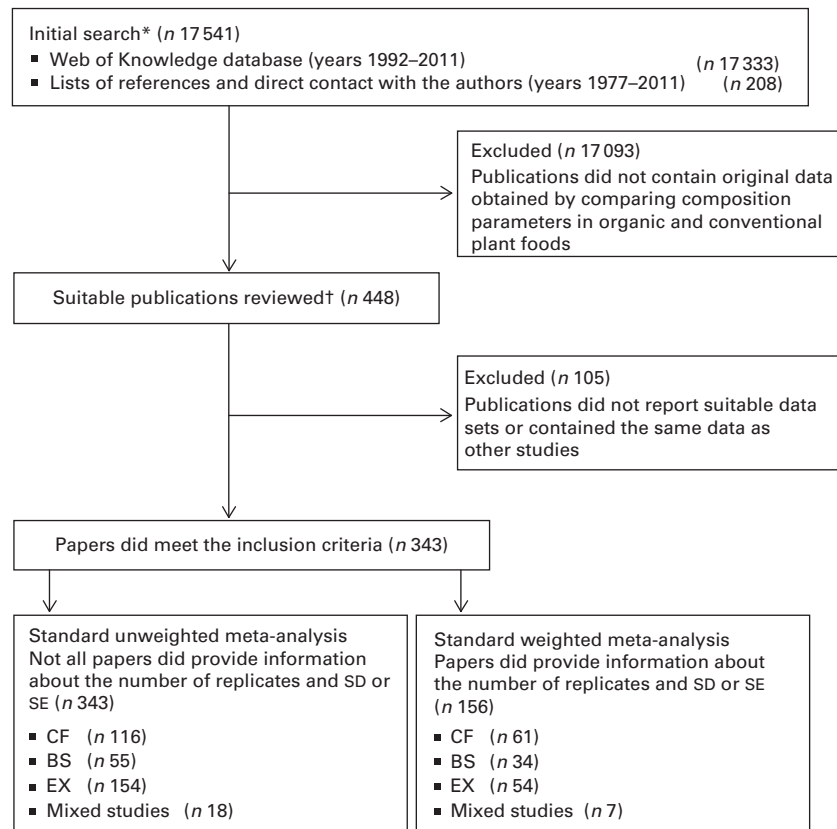 Initial search* (n 17 541)
▪ Web of Knowledge database (years 1992–2011) (n 17 333)
▪ Lists of references and direct contact with the authors (years 1977–2011) (n 208)
Excluded (n 17 093)
Publications did not contain original data
obtained by comparing composition
parameters in organic and conventional
plant foods
Suitable publications reviewed† (n 448)
Excluded (n 105)
Publications did not report suitable data
sets or contained the same data as
other studies
Papers did meet the inclusion criteria (n 343)
Standard unweighted meta-analysis
Not all papers did provide information
about the number of replicates and SD or
SE (n 343)
▪ CF (n 116)
▪ BS (n 55)
▪ EX (n 154)
▪ Mixed studies (n 18)
Standard weighted meta-analysis
Papers did provide information about
the number of replicates and SD or SE
(n 156)
▪ CF (n 61)
▪ BS (n 34)
▪ EX (n 54)
▪ Mixed studies (n 7)